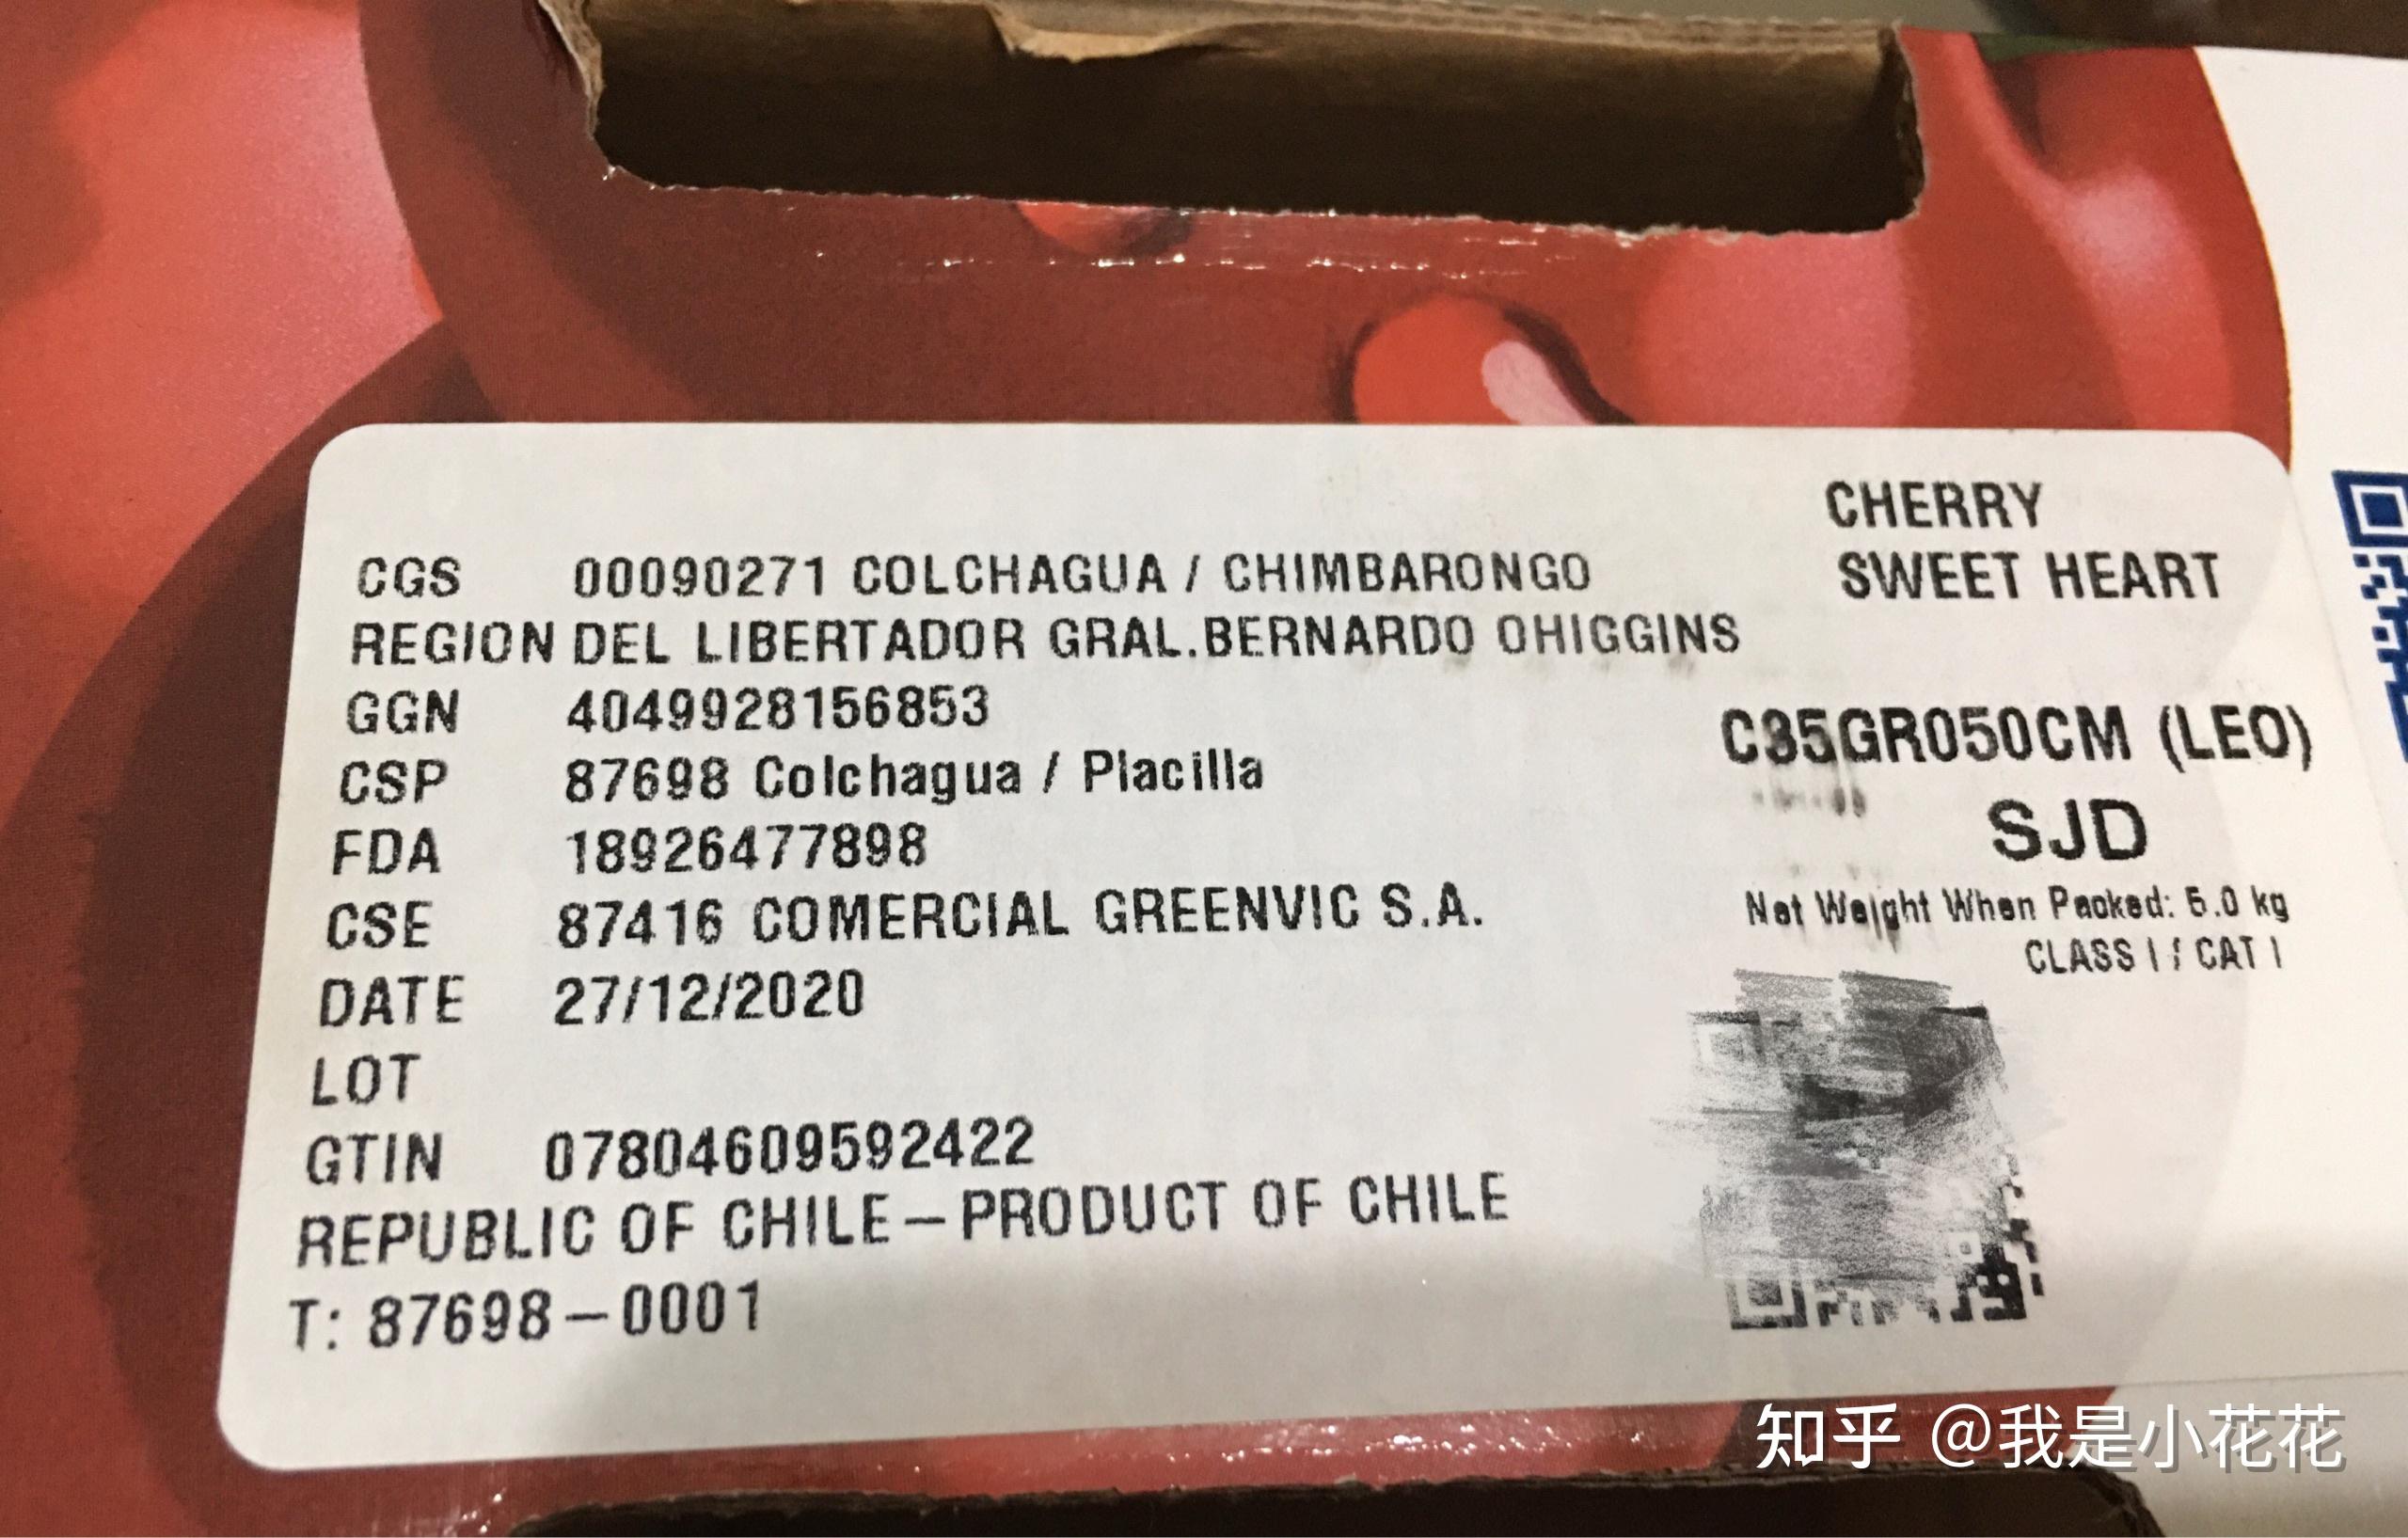 CHERRY
SWEET HEART
CGS 00090271 COLCHAGUA / CHIMBARONGO
REGION DEL LIBERTADOR GRAL.BERNARDO OHIGGINS
GGN 4049928156853
C35GR050CM (LEO)
CSP 87698 Colchagua / Placilla
SJD
FDA 18926477898
CSE 87416 COMERCIAL GREENVIC S.A.
Net Weight When Packed: 5.0 kg
CLASS I / CAT I
DATE 27/12/2020
LOT
GTIN 07804609592422
REPUBLIC OF CHILE – PRODUCT OF CHILE
T: 87698–0001
知乎 @我是小花花